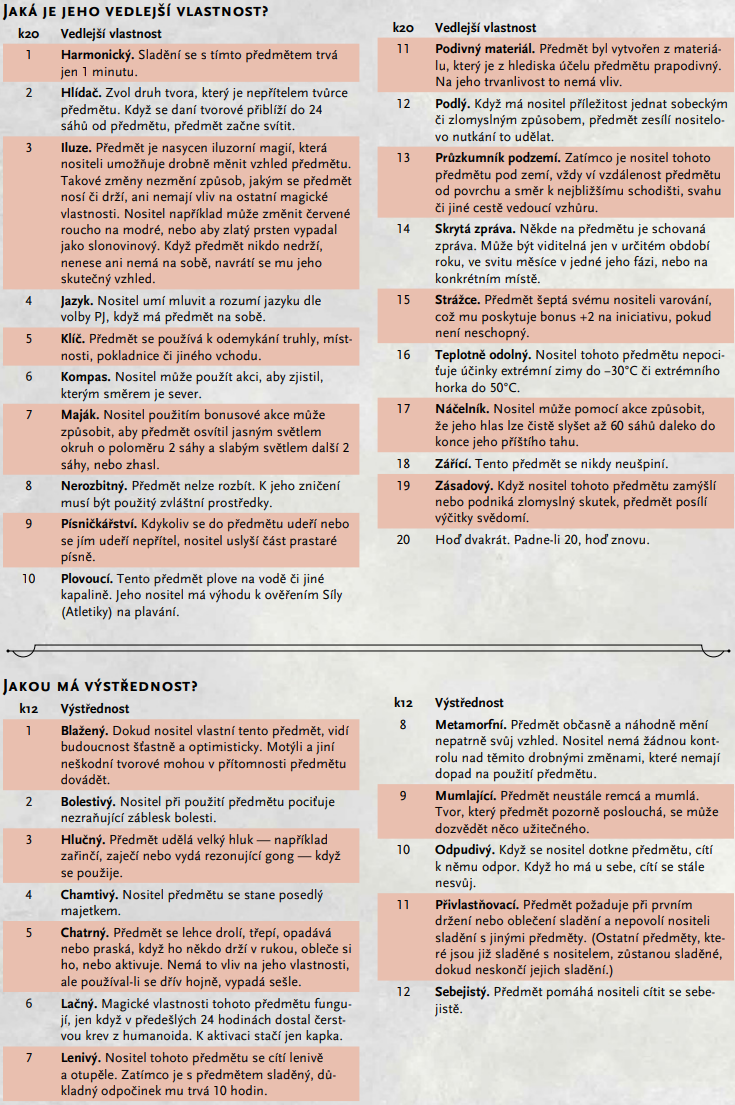 Jaká je jeho vedlejší vlastnost?
k20 Vedlejší vlastnost
1 Harmonický. Sladění se s tímto předmětem trvá
jen 1 minutu.
2 Hlídač. Zvol druh tvora, který je nepřítelem tvůrce
předmětu. Když se daní tvorové přiblíží do 24
sáhů od předmětu, předmět začne svítit.
3 Iluze. Předmět je nasycen iluzorní magií, která
nositeli umožňuje drobně měnit vzhled předmětu.
Takové změny nezmění způsob, jakým se předmět
nosí či drží, ani nemají vliv na ostatní magické
vlastnosti. Nositel například může změnit červené
roucho na modré, nebo aby zlatý prsten vypadal
jako slonovinový. Když předmět nikdo nedrží,
nenese ani nemá na sobě, navrátí se mu jeho
skutečný vzhled.
4 Jazyk. Nositel umí mluvit a rozumí jazyku dle
volby PJ, když má předmět na sobě.
5 Klíč. Předmět se používá k odemykání truhly, míst-
nosti, pokladnice či jiného vchodu.
6 Kompas. Nositel může použít akci, aby zjistil,
kterým směrem je sever.
7 Maják. Nositel použitím bonusové akce může
způsobit, aby předmět osvítil jasným světlem
okruh o poloměru 2 sáhy a slabým světlem další 2
sáhy, nebo zhasl.
8 Nerozbitný. Předmět nelze rozbít. K jeho zničení
musí být použitý zvláštní prostředky.
9 Písničkářství. Kdykoliv se do předmětu udeří nebo
se jím udeří nepřítel, nositel uslyší část prastaré
písně.
10 Plovoucí. Tento předmět plove na vodě či jiné
kapalině. Jeho nositel má výhodu k ověřením Síly
(Atletiky) na plavání.
k20 Vedlejší vlastnost
11 Podivný materiál. Předmět byl vytvořen z materiá-
lu, který je z hlediska účelu předmětu prapodivný.
Na jeho trvanlivost to nemá vliv.
12 Podlý. Když má nositel příležitost jednat sobeckým
či zlomyslným způsobem, předmět zesílí nositelo-
vo nutkání to udělat.
13 Průzkumník podzemí. Zatímco je nositel tohoto
předmětu pod zemí, vždy ví vzdálenost předmětu
od povrchu a směr k nejbližšímu schodišti, svahu
či jiné cestě vedoucí vzhůru.
14 Skrytá zpráva. Někde na předmětu je schovaná
zpráva. Může být viditelná jen v určitém období
roku, ve svitu měsíce v jedné jeho fázi, nebo na
konkrétním místě.
15 Strážce. Předmět šeptá svému nositeli varování,
což mu poskytuje bonus +2 na iniciativu, pokud
není neschopný.
16 Teplotně odolný. Nositel tohoto předmětu nepoci-
ťuje účinky extrémní zimy do –30°C či extrémního
horka do 50°C.
17 Náčelník. Nositel může pomocí akce způsobit,
že jeho hlas lze čistě slyšet až 60 sáhů daleko do
konce jeho příštího tahu.
18 Zářící. Tento předmět se nikdy neušpiní.
19 Zásadový. Když nositel tohoto předmětu zamýšlí
nebo podniká zlomyslný skutek, předmět posílí
výčitky svědomí.
20 Hoď dvakrát. Padne-li 20, hoď znovu.
Jakou má výstřednost?
k12 Výstřednost
1 Blažený. Dokud nositel vlastní tento předmět, vidí
budoucnost šťastně a optimisticky. Motýli a jiní
neškodní tvorové mohou v přítomnosti předmětu
dovádět.
2 Bolestivý. Nositel při použití předmětu pociťuje
nezraňující záblesk bolesti.
3 Hlučný. Předmět udělá velký hluk — například
zařinčí, zaječí nebo vydá rezonující gong — když
se použije.
4 Chamtivý. Nositel předmětu se stane posedlý
majetkem.
5 Chatrný. Předmět se lehce drolí, třepí, opadává
nebo praská, když ho někdo drží v rukou, obleče si
ho, nebo aktivuje. Nemá to vliv na jeho vlastnosti,
ale používal-li se dřív hojně, vypadá sešle.
6 Lačný. Magické vlastnosti tohoto předmětu fungu-
jí, jen když v předešlých 24 hodinách dostal čerst-
vou krev z humanoida. K aktivaci stačí jen kapka.
7 Lenivý. Nositel tohoto předmětu se cítí lenivě
a otupěle. Zatímco je s předmětem sladěný, dů-
kladný odpočinek mu trvá 10 hodin.
k12 Výstřednost
8 Metamorfní. Předmět občasně a náhodně mění
nepatrně svůj vzhled. Nositel nemá žádnou kont-
rolu nad těmito drobnými změnami, které nemají
dopad na použití předmětu.
9 Mumlající. Předmět neustále remcá a mumlá.
Tvor, který předmět pozorně poslouchá, se může
dozvědět něco užitečného.
10 Odpudivý. Když se nositel dotkne předmětu, cítí
k němu odpor. Když ho má u sebe, cítí se stále
nesvůj.
11 Přivlastňovací. Předmět požaduje při prvním
držení nebo oblečení sladění a nepovolí nositeli
sladění s jinými předměty. (Ostatní předměty, kte-
ré jsou již sladěné s nositelem, zůstanou sladěné,
dokud neskončí jejich sladění.)
12 Sebejistý. Předmět pomáhá nositeli cítit se sebe-
jistě.